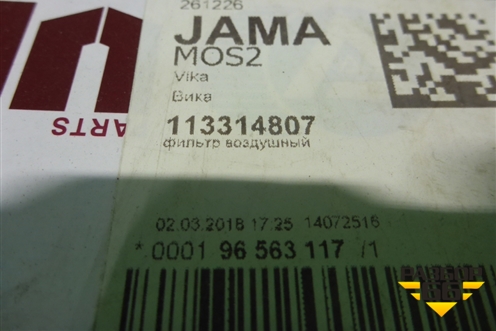 261226
JAMA
MOS2
Vika
Вика
113314807
фильтр воздушный
02.03.2018 17:25 14072516
*0001 96 563 117 /1
ARTS